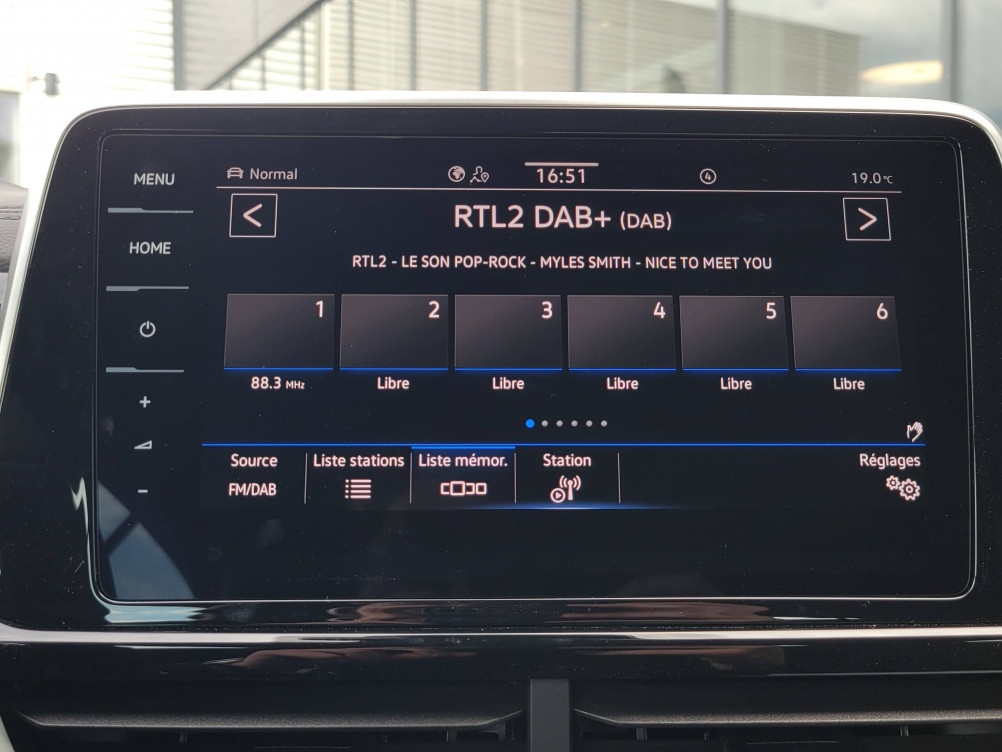 MENU
HOME
Normal
16:51
4
19.0°C
<
RTL2 DAB+ (DAB)
>
RTL2 - LE SON POP-ROCK - MYLES SMITH - NICE TO MEET YOU
1 2 3 4 5 6
88.3 MHz Libre Libre Libre Libre Libre
+
-
Source Liste stations Liste mémor. Station Réglages
FM/DAB